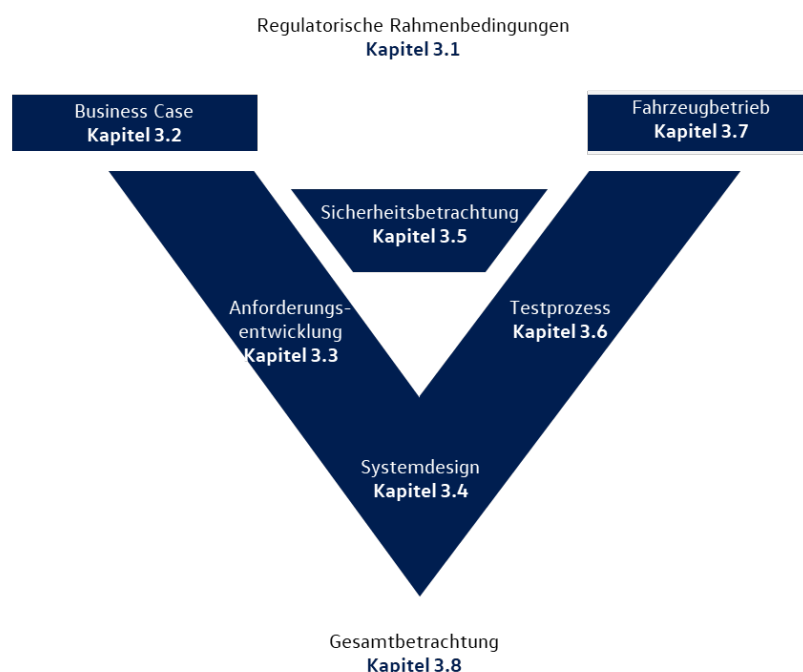 Regulatorische Rahmenbedingungen
Kapitel 3.1
Business Case
Kapitel 3.2
Fahrzeugbetrieb
Kapitel 3.7
Sicherheitsbetrachtung
Kapitel 3.5
Anforderungs-
entwicklung
Kapitel 3.3
Testprozess
Kapitel 3.6
Systemdesign
Kapitel 3.4
Gesamtbetrachtung
Kapitel 3.8